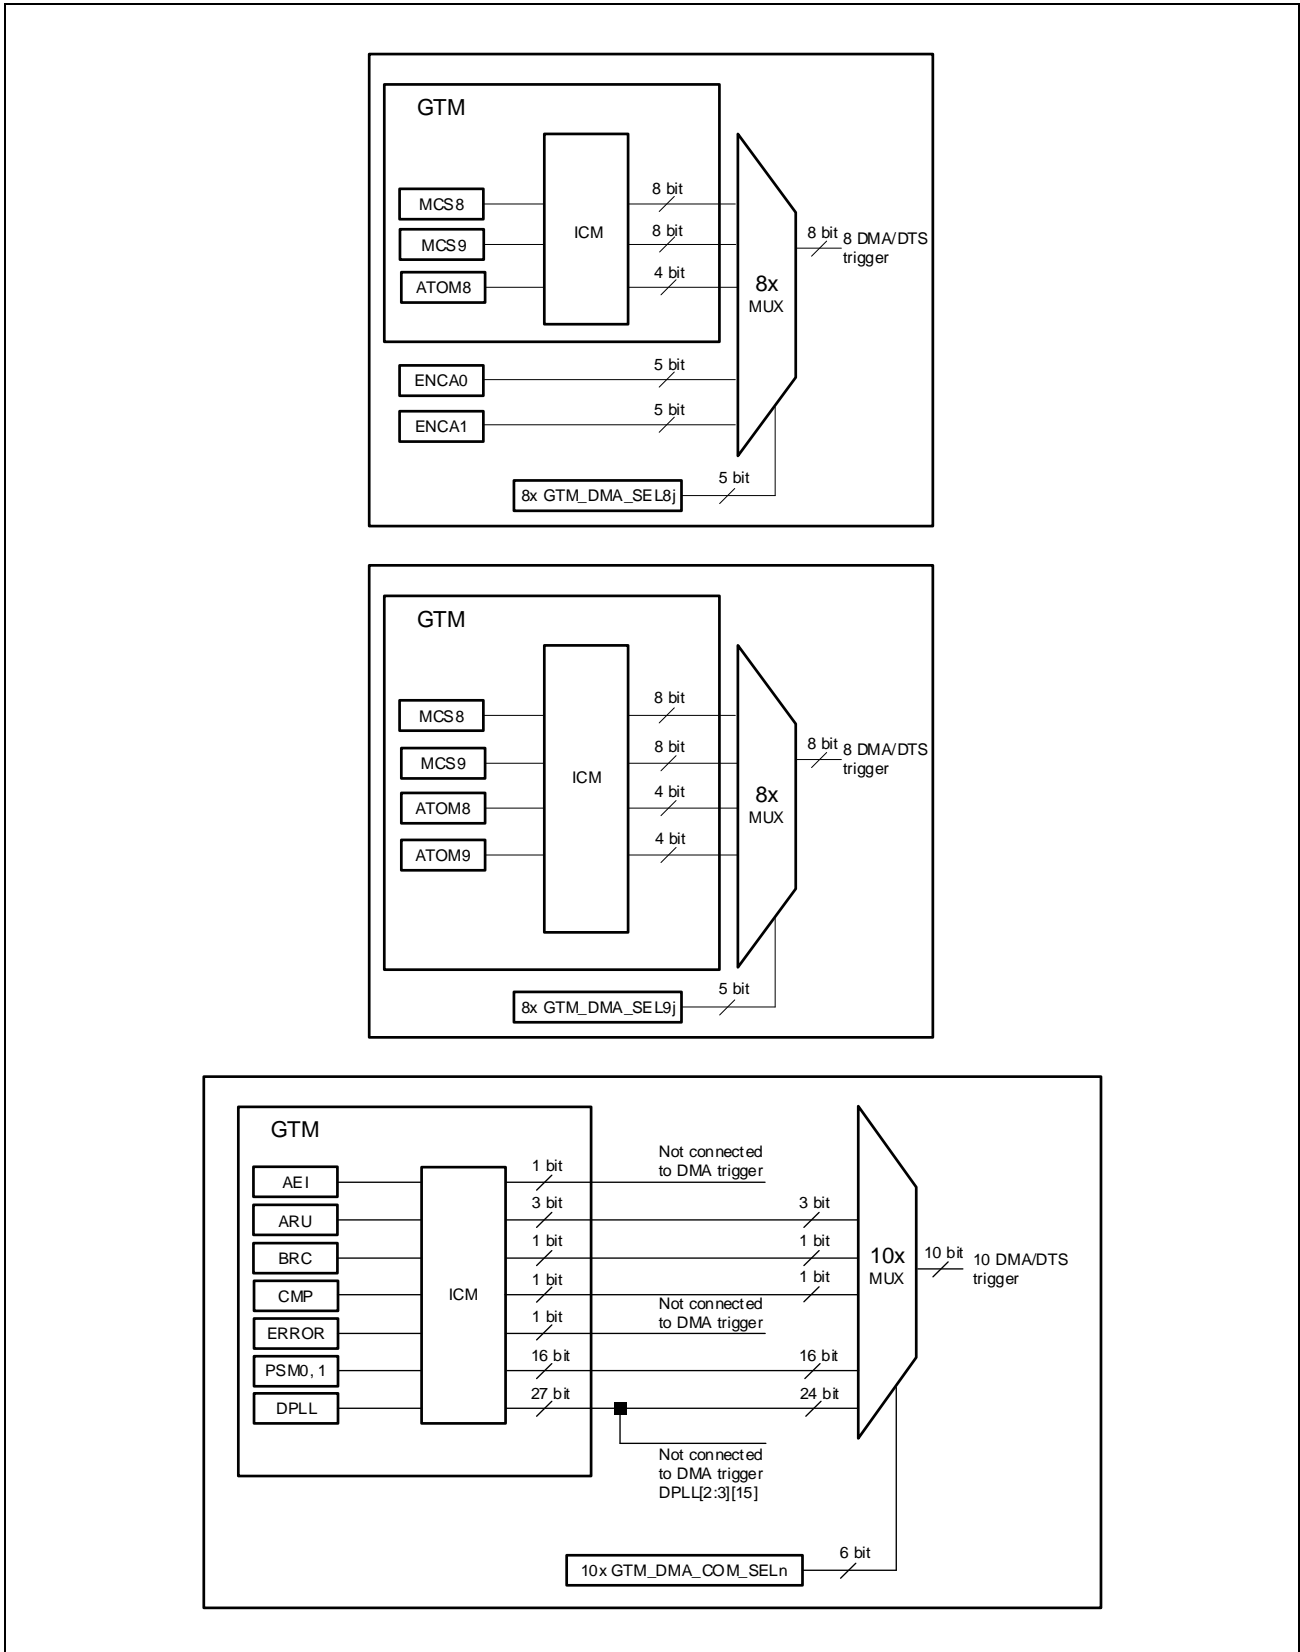 GTM
MCS8
MCS9
ATOM8
ICM
8 bit
8 bit
4 bit
8x
MUX
8 bit
8 DMA/DTS
trigger
ENCA0
5 bit
ENCA1
5 bit
8x GTM_DMA_SEL8j
5 bit
GTM
MCS8
MCS9
ATOM8
ATOM9
ICM
8 bit
8 bit
4 bit
4 bit
8x
MUX
8 bit
8 DMA/DTS
trigger
8x GTM_DMA_SEL9j
5 bit
GTM
AEI
ARU
BRC
CMP
ERROR
PSM0, 1
DPLL
ICM
1 bit
3 bit
1 bit
1 bit
1 bit
16 bit
27 bit
Not connected
to DMA trigger
Not connected
to DMA trigger
Not connected
to DMA trigger
DPLL[2:3][15]
3 bit
1 bit
1 bit
16 bit
24 bit
10x
MUX
10 bit
10 DMA/DTS
trigger
10x GTM_DMA_COM_SELn
6 bit